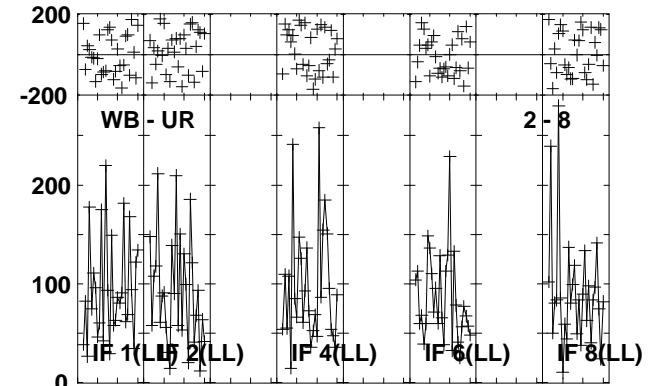 200
-200
WB - UR 2 - 8
200
100
IF 1(LL) IF 2(LL) IF 4(LL) IF 6(LL) IF 8(LL)
0